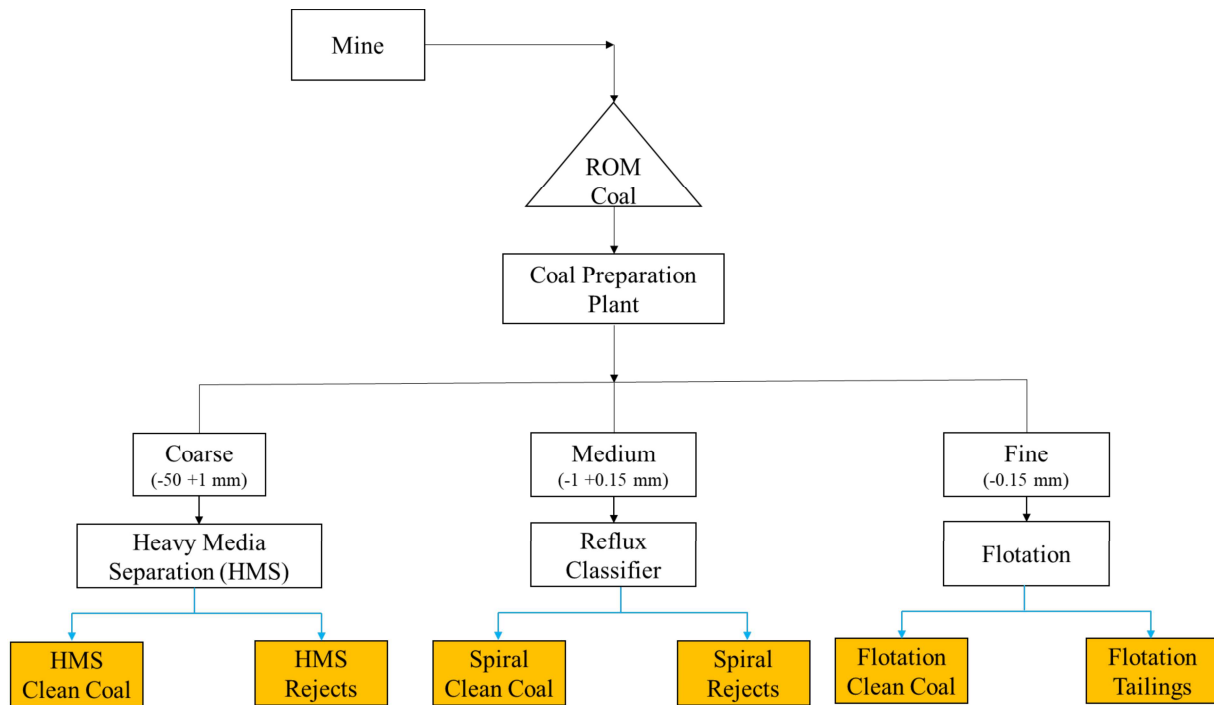 Mine
ROM
Coal
Coal Preparation
Plant
Coarse
(-50 +1 mm)
Medium
(-1 +0.15 mm)
Fine
(-0.15 mm)
Heavy Media
Separation (HMS)
Reflux
Classifier
Flotation
HMS
Clean Coal
HMS
Rejects
Spiral
Clean Coal
Spiral
Rejects
Flotation
Clean Coal
Flotation
Tailings